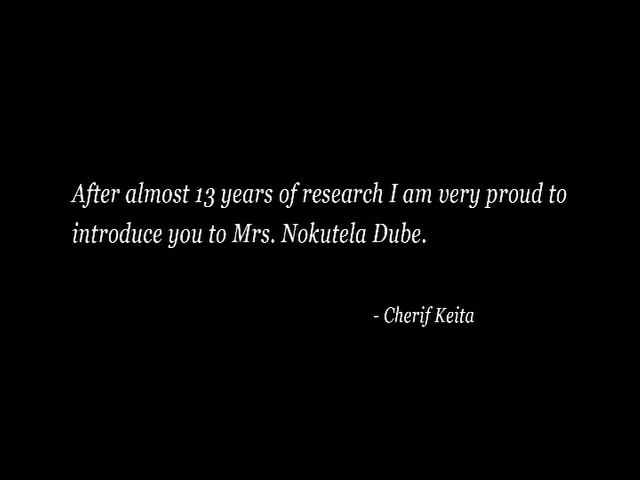 After almost 13 years of research I am very proud to
introduce you to Mrs. Nokutela Dube.
- Cherif Keita